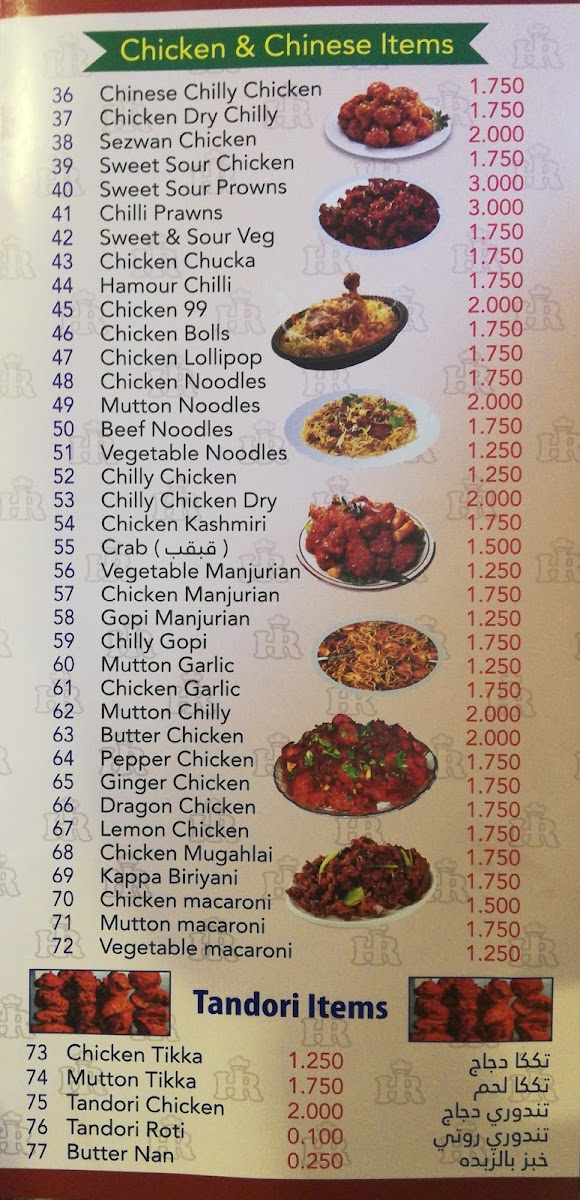 Chicken & Chinese Items
36 Chinese Chilly Chicken 1.750
37 Chicken Dry Chilly 1.750
38 Sezwan Chicken 2.000
39 Sweet Sour Chicken 1.750
40 Sweet Sour Prowns 3.000
41 Chilli Prawns 3.000
42 Sweet & Sour Veg 1.750
43 Chicken Chucka 1.750
44 Hamour Chilli 1.750
45 Chicken 99 2.000
46 Chicken Bolls 1.750
47 Chicken Lollipop 1.750
48 Chicken Noodles 1.750
49 Mutton Noodles 2.000
50 Beef Noodles 1.750
51 Vegetable Noodles 1.250
52 Chilly Chicken 1.250
53 Chilly Chicken Dry 2.000
54 Chicken Kashmiri 1.750
55 Crab ( قبقب ) 1.500
56 Vegetable Manjurian 1.250
57 Chicken Manjurian 1.750
58 Gopi Manjurian 1.250
59 Chilly Gopi 1.750
60 Mutton Garlic 1.250
61 Chicken Garlic 1.750
62 Mutton Chilly 2.000
63 Butter Chicken 2.000
64 Pepper Chicken 1.750
65 Ginger Chicken 1.750
66 Dragon Chicken 1.750
67 Lemon Chicken 1.750
68 Chicken Mugahlai 1.750
69 Kappa Biriyani 1.750
70 Chicken macaroni 1.500
71 Mutton macaroni 1.750
72 Vegetable macaroni 1.250
Tandori Items
73 Chicken Tikka 1.250 تككا دجاج
74 Mutton Tikka 1.750 تككا لحم
75 Tandori Chicken 2.000 تندوري دجاج
76 Tandori Roti 0.100 تندوري روتي
77 Butter Nan 0.250 خبز بالزبده